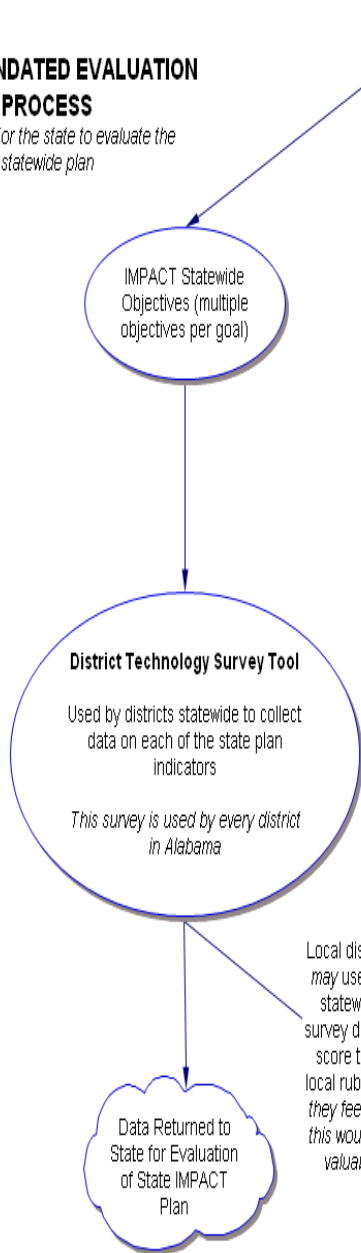 NDATED EVALUATION
PROCESS
or the state to evaluate the
statewide plan
IMPACT Statewide
Objectives (multiple
objectives per goal)
District Technology Survey Tool
Used by districts statewide to collect
data on each of the state plan
indicators
This survey is used by every district
in Alabama
Local dis
may use
statew
survey d
score t
local rub
they fee
this wou
valua
Data Returned to
State for Evaluation
of State IMPACT
Plan